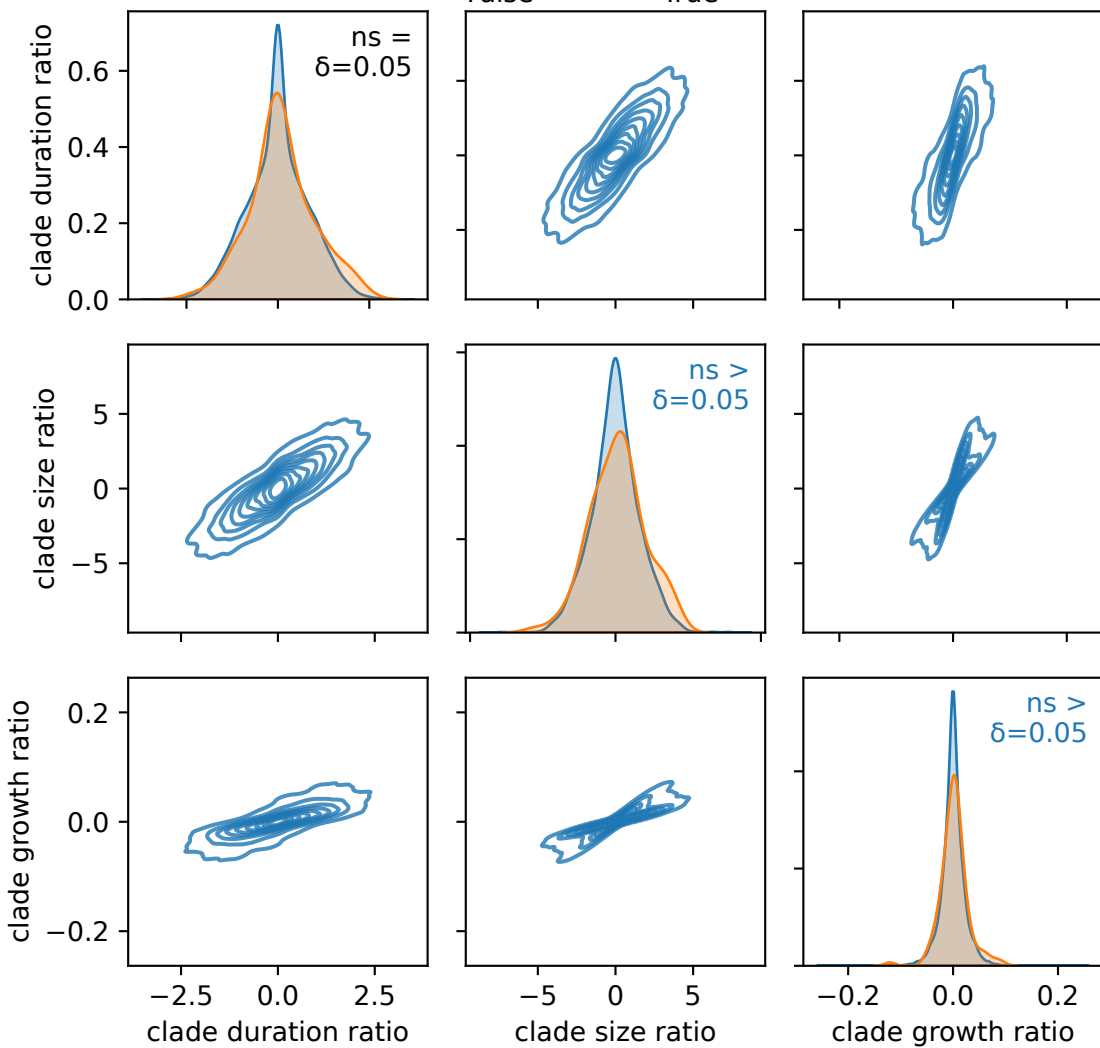 clade duration ratio
0.6
0.4
0.2
0.0
ns =
δ=0.05
clade size ratio
5
0
−5
ns >
δ=0.05
clade growth ratio
0.2
0.0
−0.2
ns >
δ=0.05
−2.5 0.0 2.5
−5 0 5
−0.2 0.0 0.2
clade duration ratio
clade size ratio
clade growth ratio